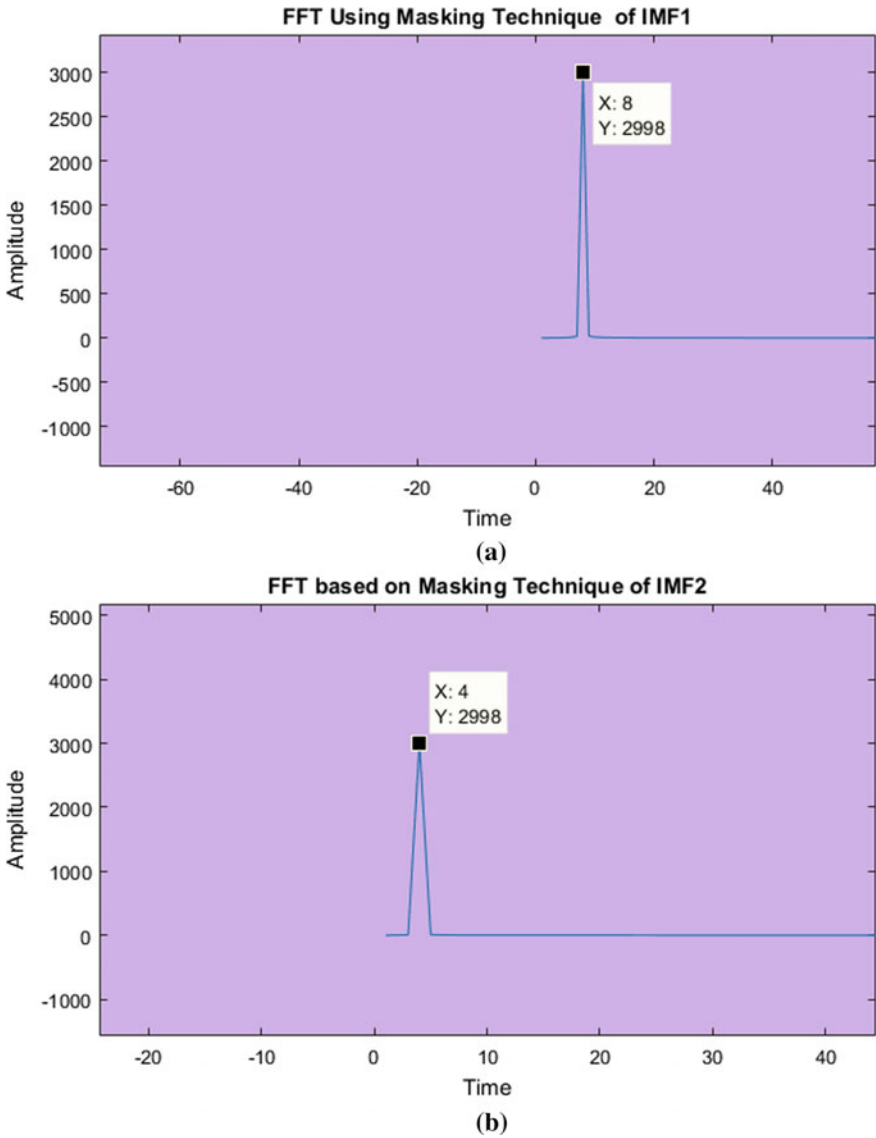 FFT Using Masking Technique of IMF1
3000
2500
2000
1500
1000
500
0
-500
-1000
X: 8
Y: 2998
Amplitude
-60 -40 -20 0 20 40
Time
(a)
FFT based on Masking Technique of IMF2
5000
4000
3000
2000
1000
0
-1000
X: 4
Y: 2998
Amplitude
-20 -10 0 10 20 30 40
Time
(b)